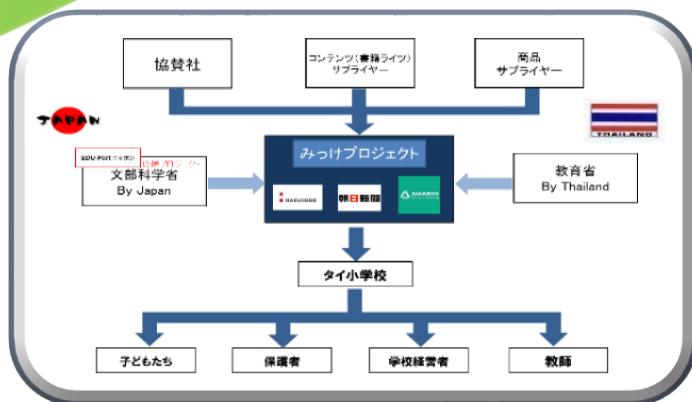 協賛社
コンテンツ(書籍ライツ)
サプライヤー
商品
サプライヤー
JAPAN
THAILAND
みっけプロジェクト
EDU-Port ニッポン
文部科学省
By Japan
HAKUHODO
朝日新聞
教育省
By Thailand
タイ小学校
子どもたち
保護者
学校経営者
教師